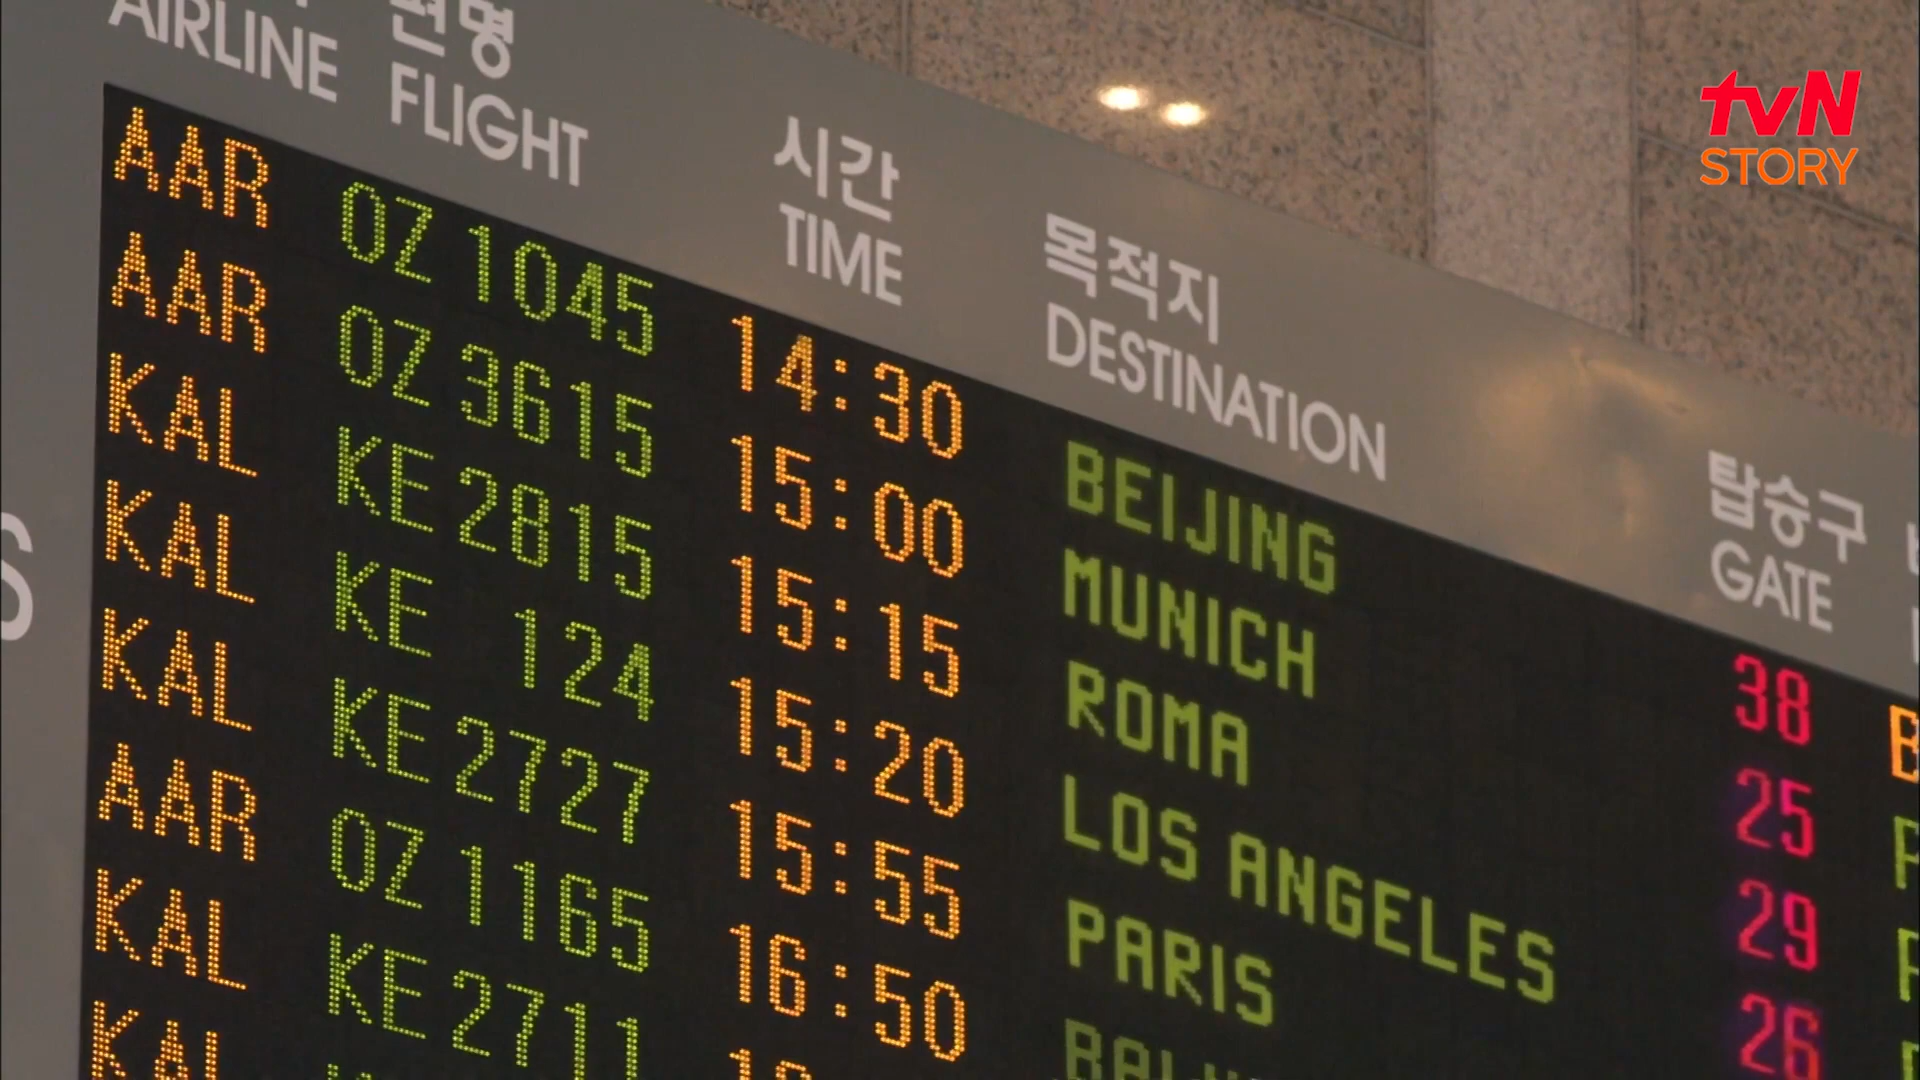 tvN
STORY
편명
시간
목적지
탑승구
AIRLINE FLIGHT TIME DESTINATION GATE
AAR OZ 1045 14:30 BEIJING 38
AAR OZ 3615 15:00 MUNICH 25
KAL KE 2815 15:15 ROMA 29
KAL KE 124 15:20 LOS ANGELES 26
KAL KE 2727 15:55 PARIS
AAR OZ 1165 16:50
KAL KE 2711
KAL